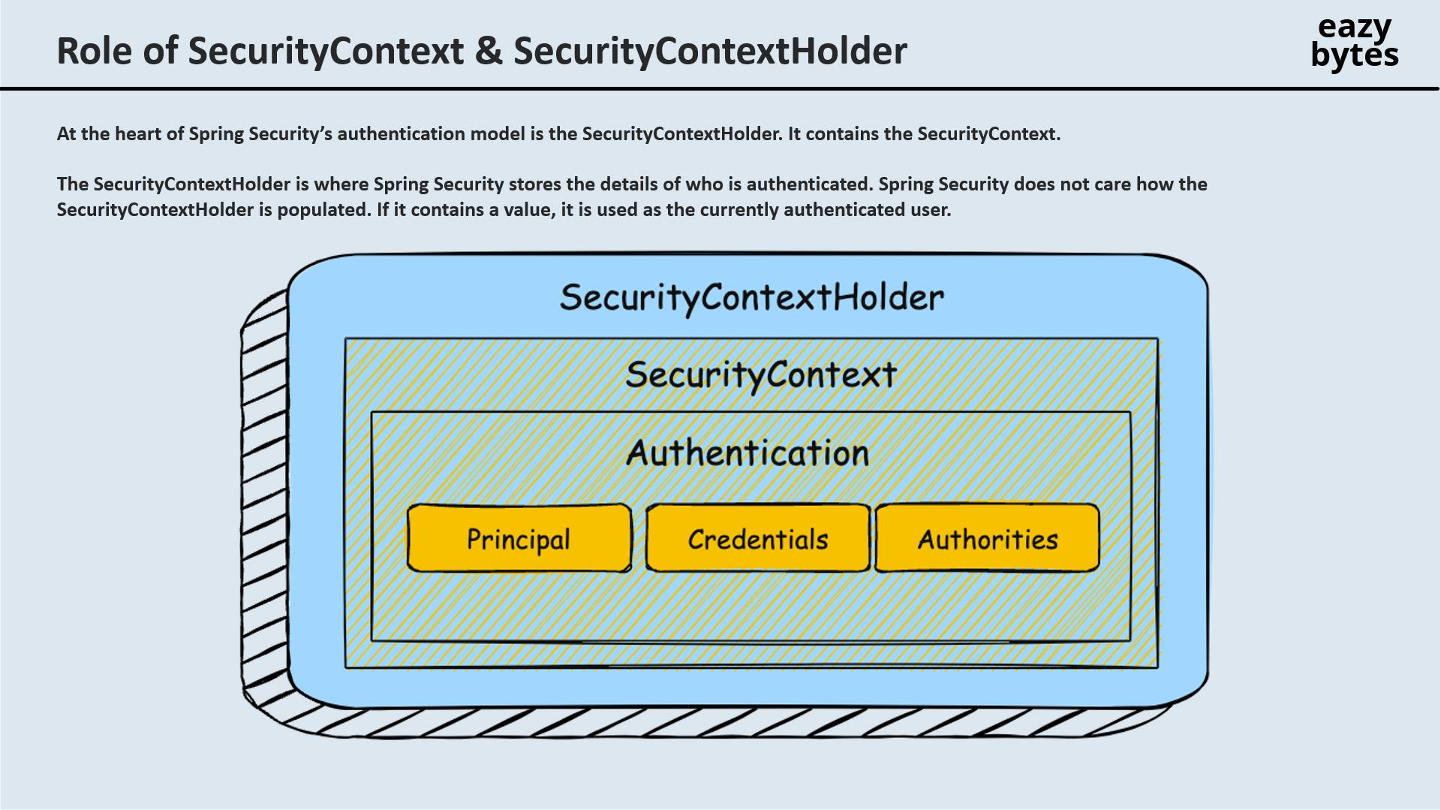 Role of SecurityContext & SecurityContextHolder
eazy
bytes
At the heart of Spring Security’s authentication model is the SecurityContextHolder. It contains the SecurityContext.
The SecurityContextHolder is where Spring Security stores the details of who is authenticated. Spring Security does not care how the
SecurityContextHolder is populated. If it contains a value, it is used as the currently authenticated user.
SecurityContextHolder
SecurityContext
Authentication
Principal
Credentials
Authorities